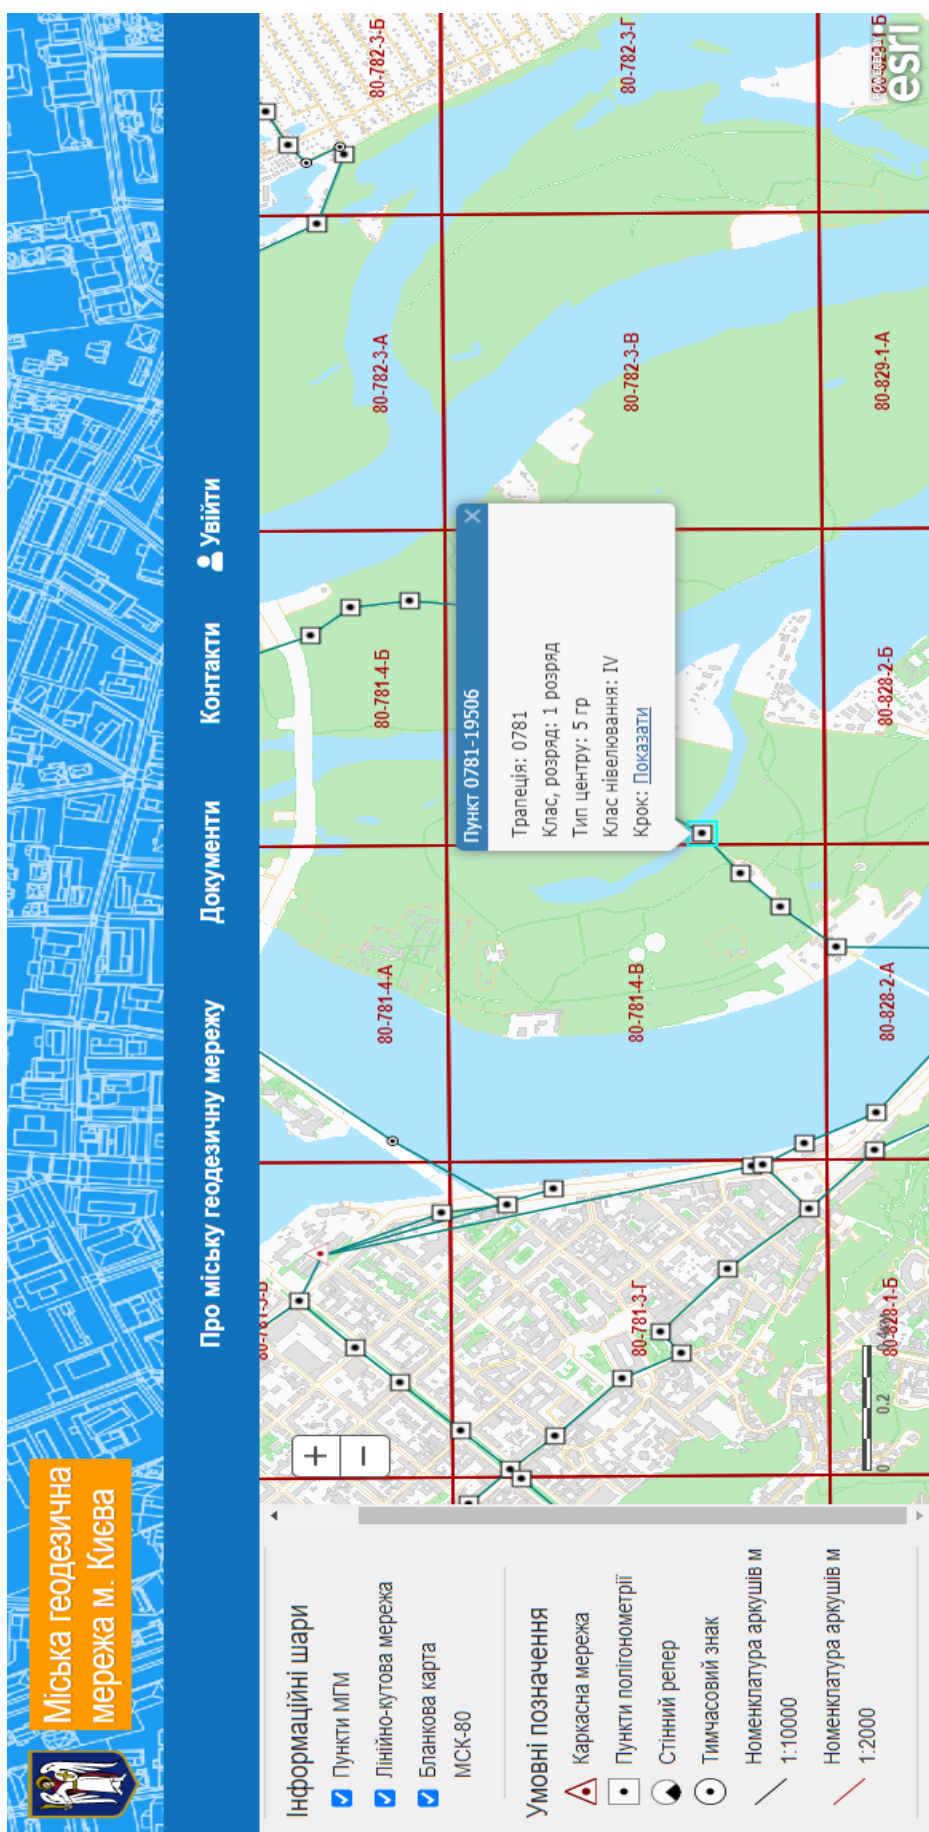 Міська геодезична
мережа м. Києва
Про міську геодезичну мережу
Документи
Контакти
Увійти
Інформаційні шари
Пункти МГМ
Лінійно-кутова мережа
Бланкова карта
МСК-80
Умовні позначення
Каркасна мережа
Пункти полігонометрії
Стінний репер
Тимчасовий знак
Номенклатура аркушів м
1:10000
Номенклатура аркушів м
1:2000
+
−
80-781-4-А
80-781-4-Б
80-782-3-А
80-782-3-Б
Пункт 0781-19506
×
Трапеція: 0781
Клас, розряд: 1 розряд
Тип центру: 5 гр
Клас нівелювання: IV
Крок: Показати
80-781-3-Г
80-781-4-В
80-782-3-В
80-782-3-Г
80-828-1-Б
80-828-2-А
80-828-2-Б
80-829-1-А
0
0.2
POWERED BY
esri